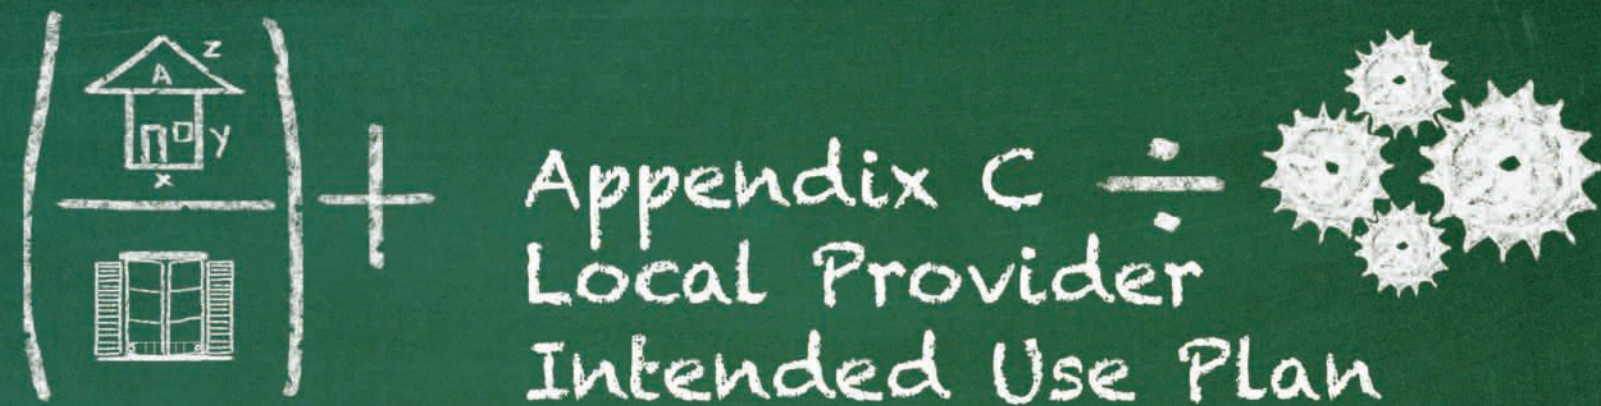 Z
A
Y
X
Appendix C ÷
Local Provider
Intended Use Plan